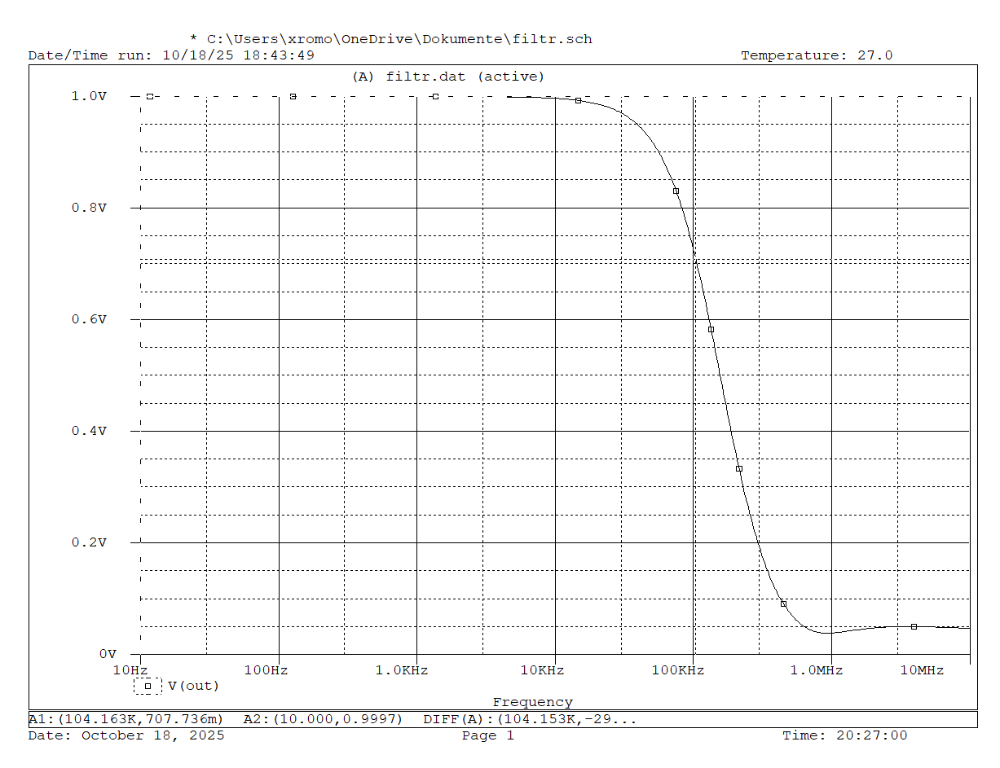 * C:\Users\xromo\OneDrive\Dokumente\filtr.sch
Date/Time run: 10/18/25 18:43:49 Temperature: 27.0
(A) filtr.dat (active)
1.0V
0.8V
0.6V
0.4V
0.2V
0V
10Hz 100Hz 1.0KHz 10KHz 100KHz 1.0MHz 10MHz
V(out)
Frequency
A1:(104.163K,707.736m) A2:(10.000,0.9997) DIFF(A):(104.153K,-29...
Date: October 18, 2025 Page 1 Time: 20:27:00